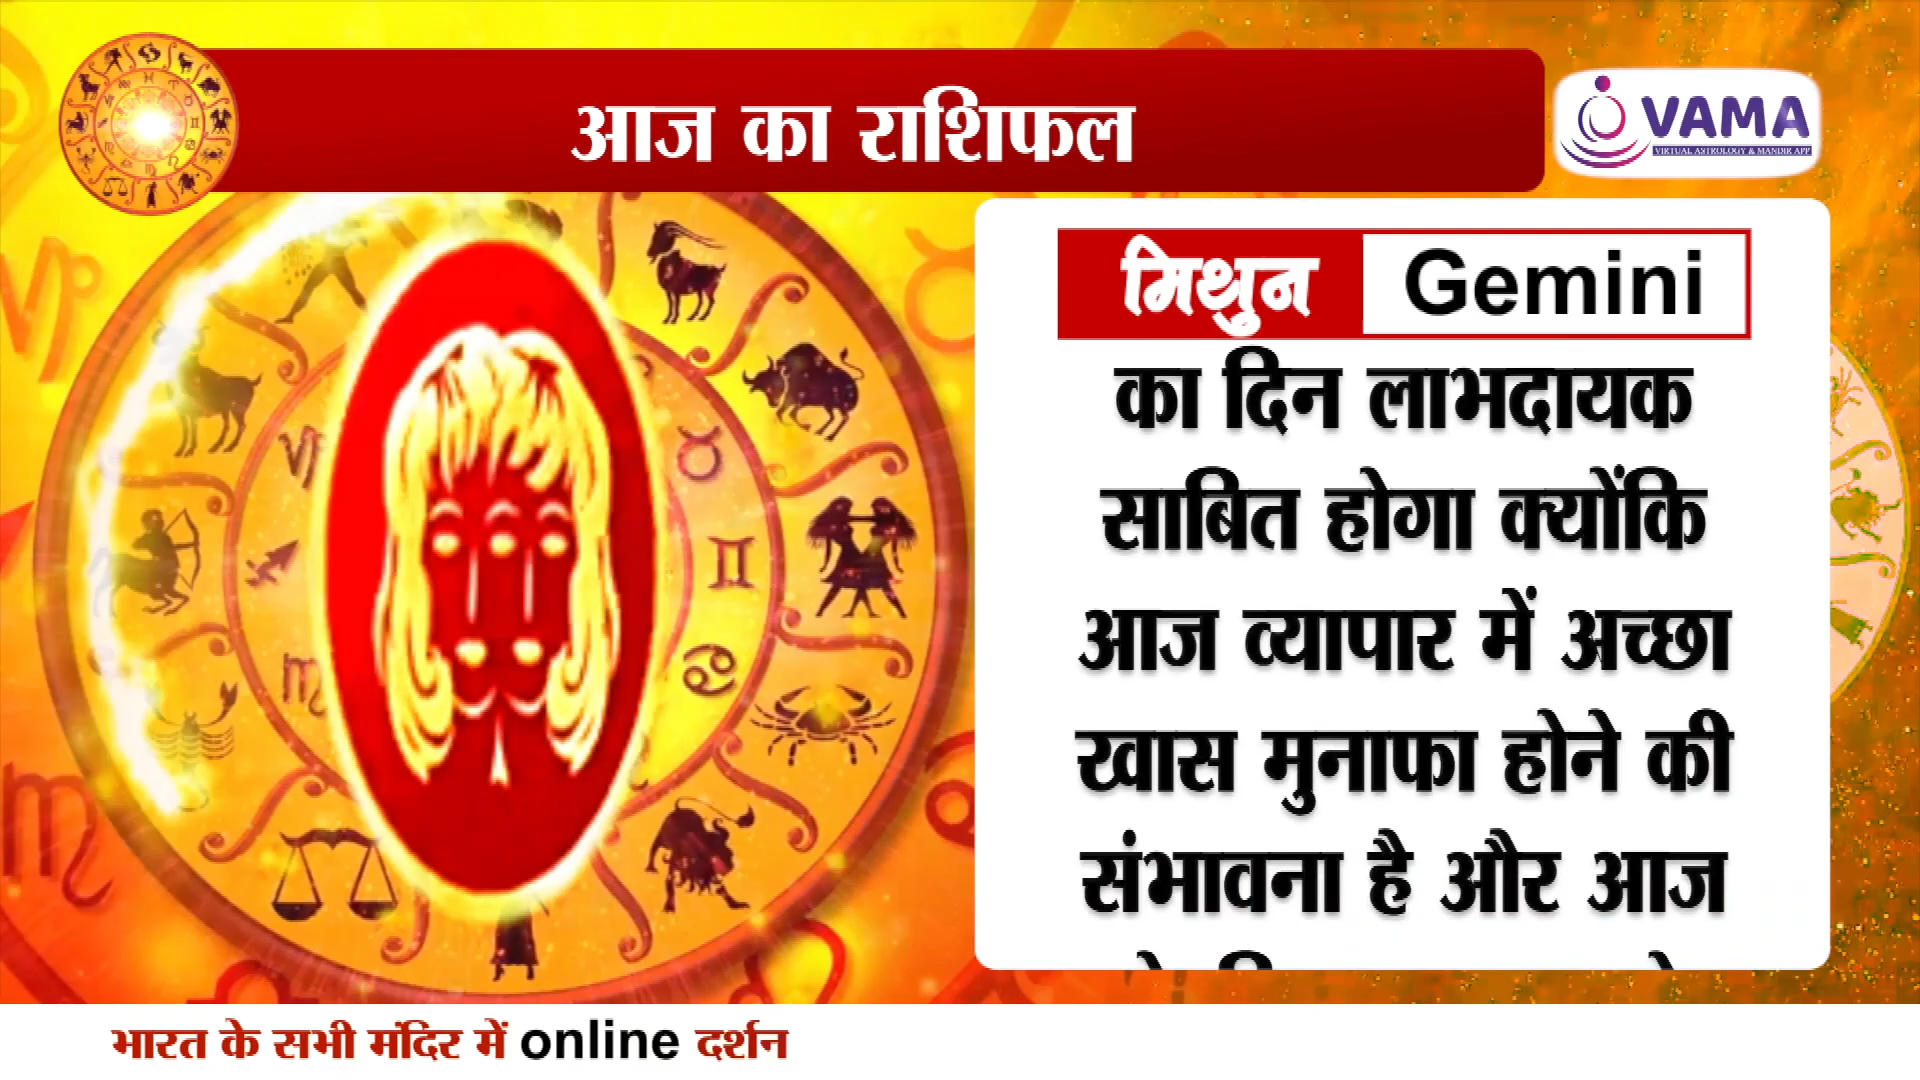 आज का राशिफल
VAMA
VIRTUAL ASTROLOGY & MANDIR APP
मिथुन Gemini
का दिन लाभदायक
साबित होगा क्योंकि
आज व्यापार में अच्छा
खास मुनाफा होने की
संभावना है और आज
भारत के सभी मंदिर में online दर्शन